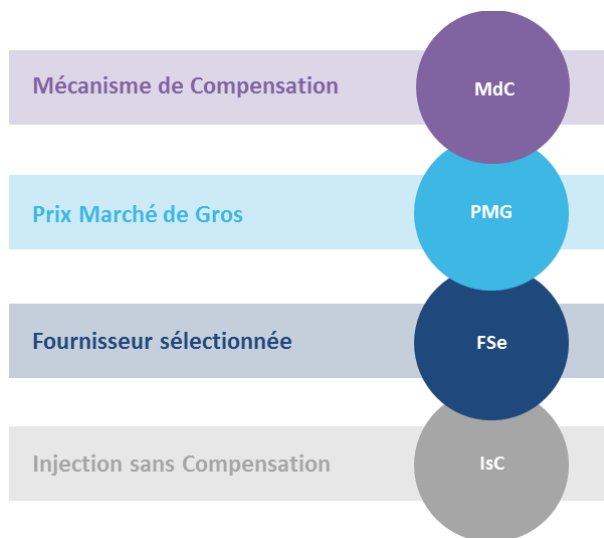 Mécanisme de Compensation
MdC
Prix Marché de Gros
PMG
Fournisseur sélectionnée
FSe
Injection sans Compensation
IsC